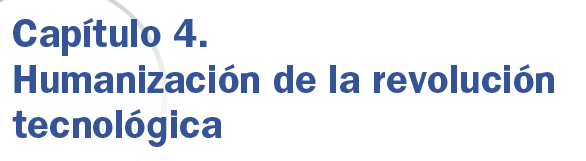 Capítulo 4.
Humanización de la revolución
tecnológica